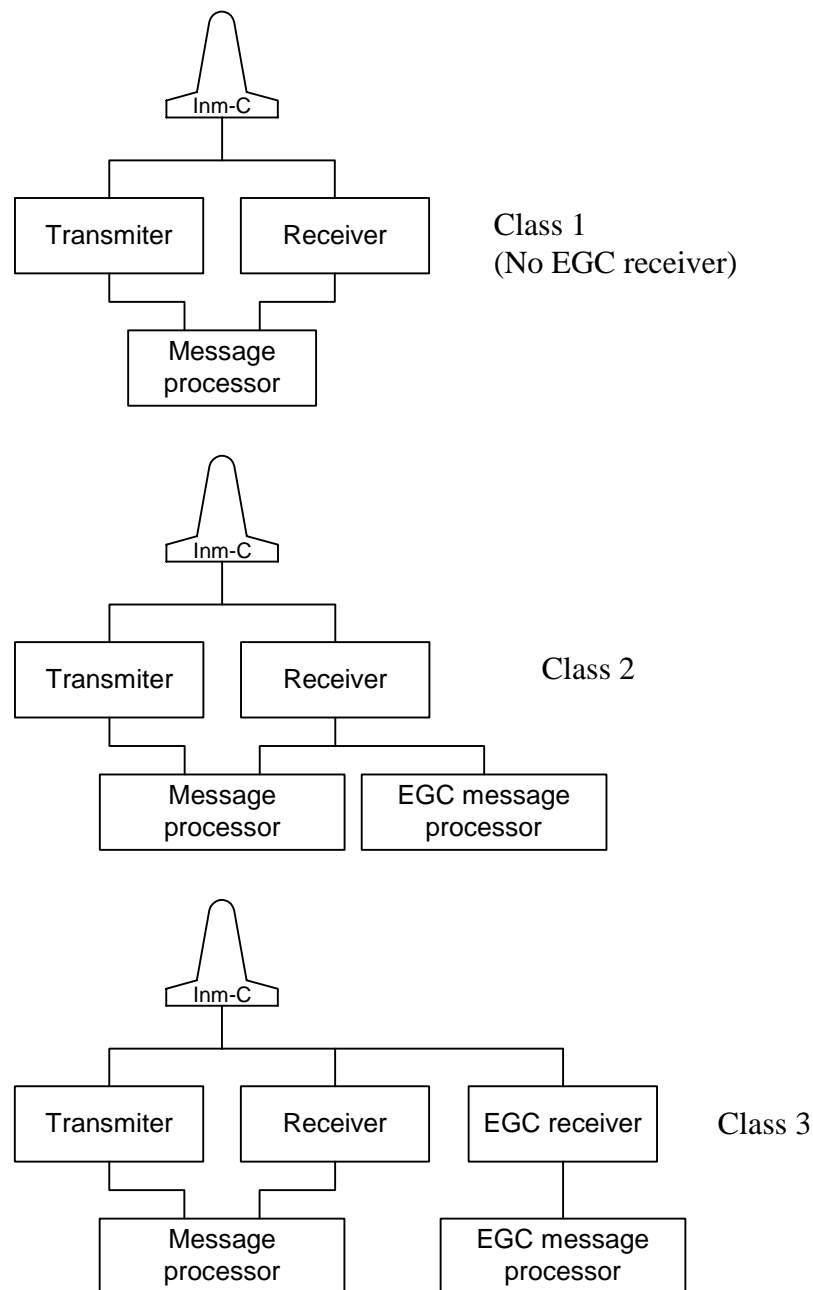 Inm-C
Transmiter
Receiver
Class 1
(No EGC receiver)
Message
processor
Inm-C
Transmiter
Receiver
Class 2
Message
processor
EGC message
processor
Inm-C
Transmiter
Receiver
EGC receiver
Class 3
Message
processor
EGC message
processor